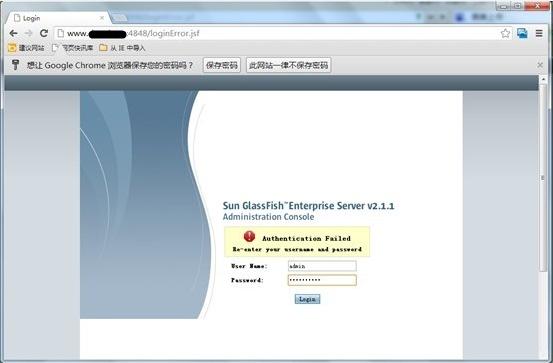 Login
www. :4848/loginError.jsf
建议网站
网页快讯库
从 IE 中导入
想让 Google Chrome 浏览器保存您的密码吗？
保存密码
此网站一律不保存密码
Sun GlassFish™ Enterprise Server v2.1.1
Administration Console
Authentication Failed
Re-enter your username and password
User Name:
admin
Password:
Login